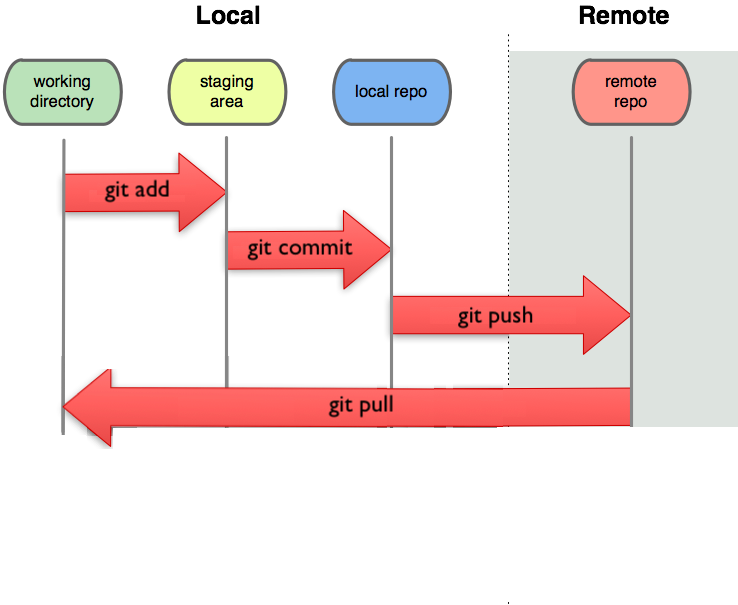 Local
Remote
working
directory
staging
area
local repo
remote
repo
git add
git commit
git push
git pull